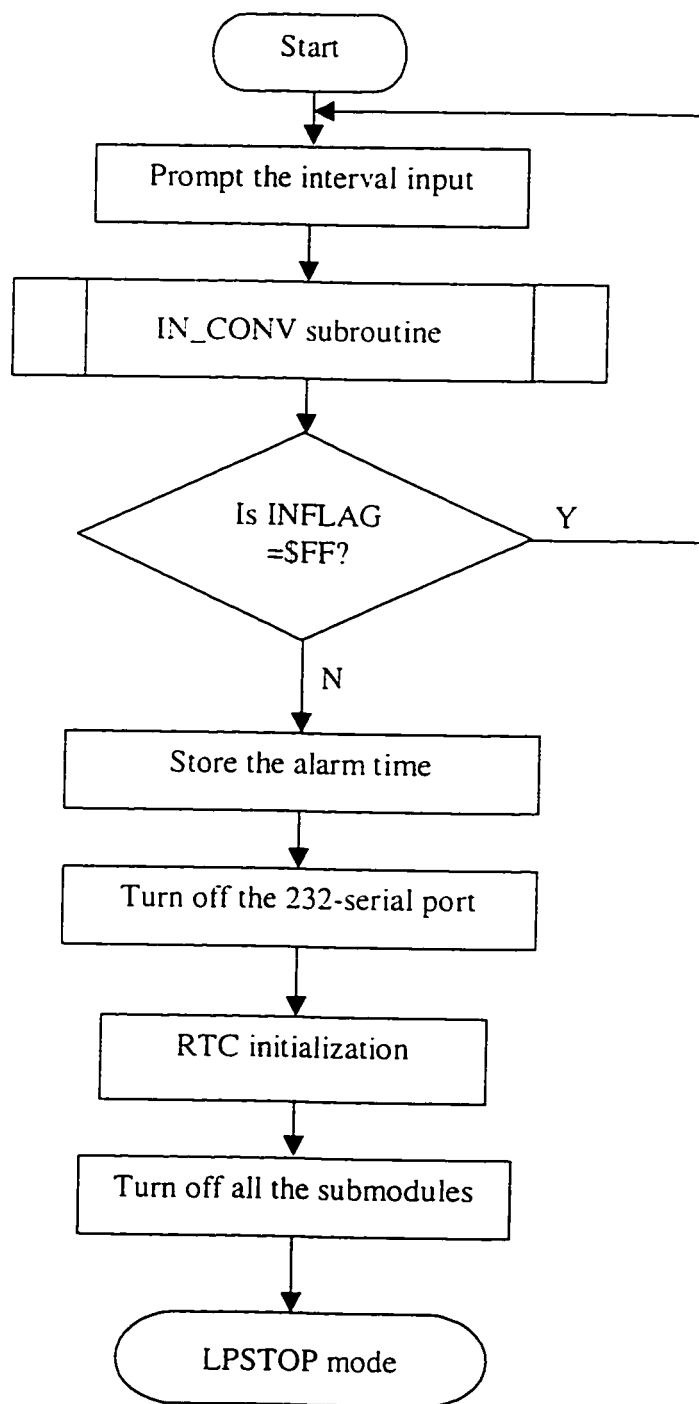 Start
Prompt the interval input
IN_CONV subroutine
Is INFLAG
=$FF?
Y
N
Store the alarm time
Turn off the 232-serial port
RTC initialization
Turn off all the submodules
LPSTOP mode